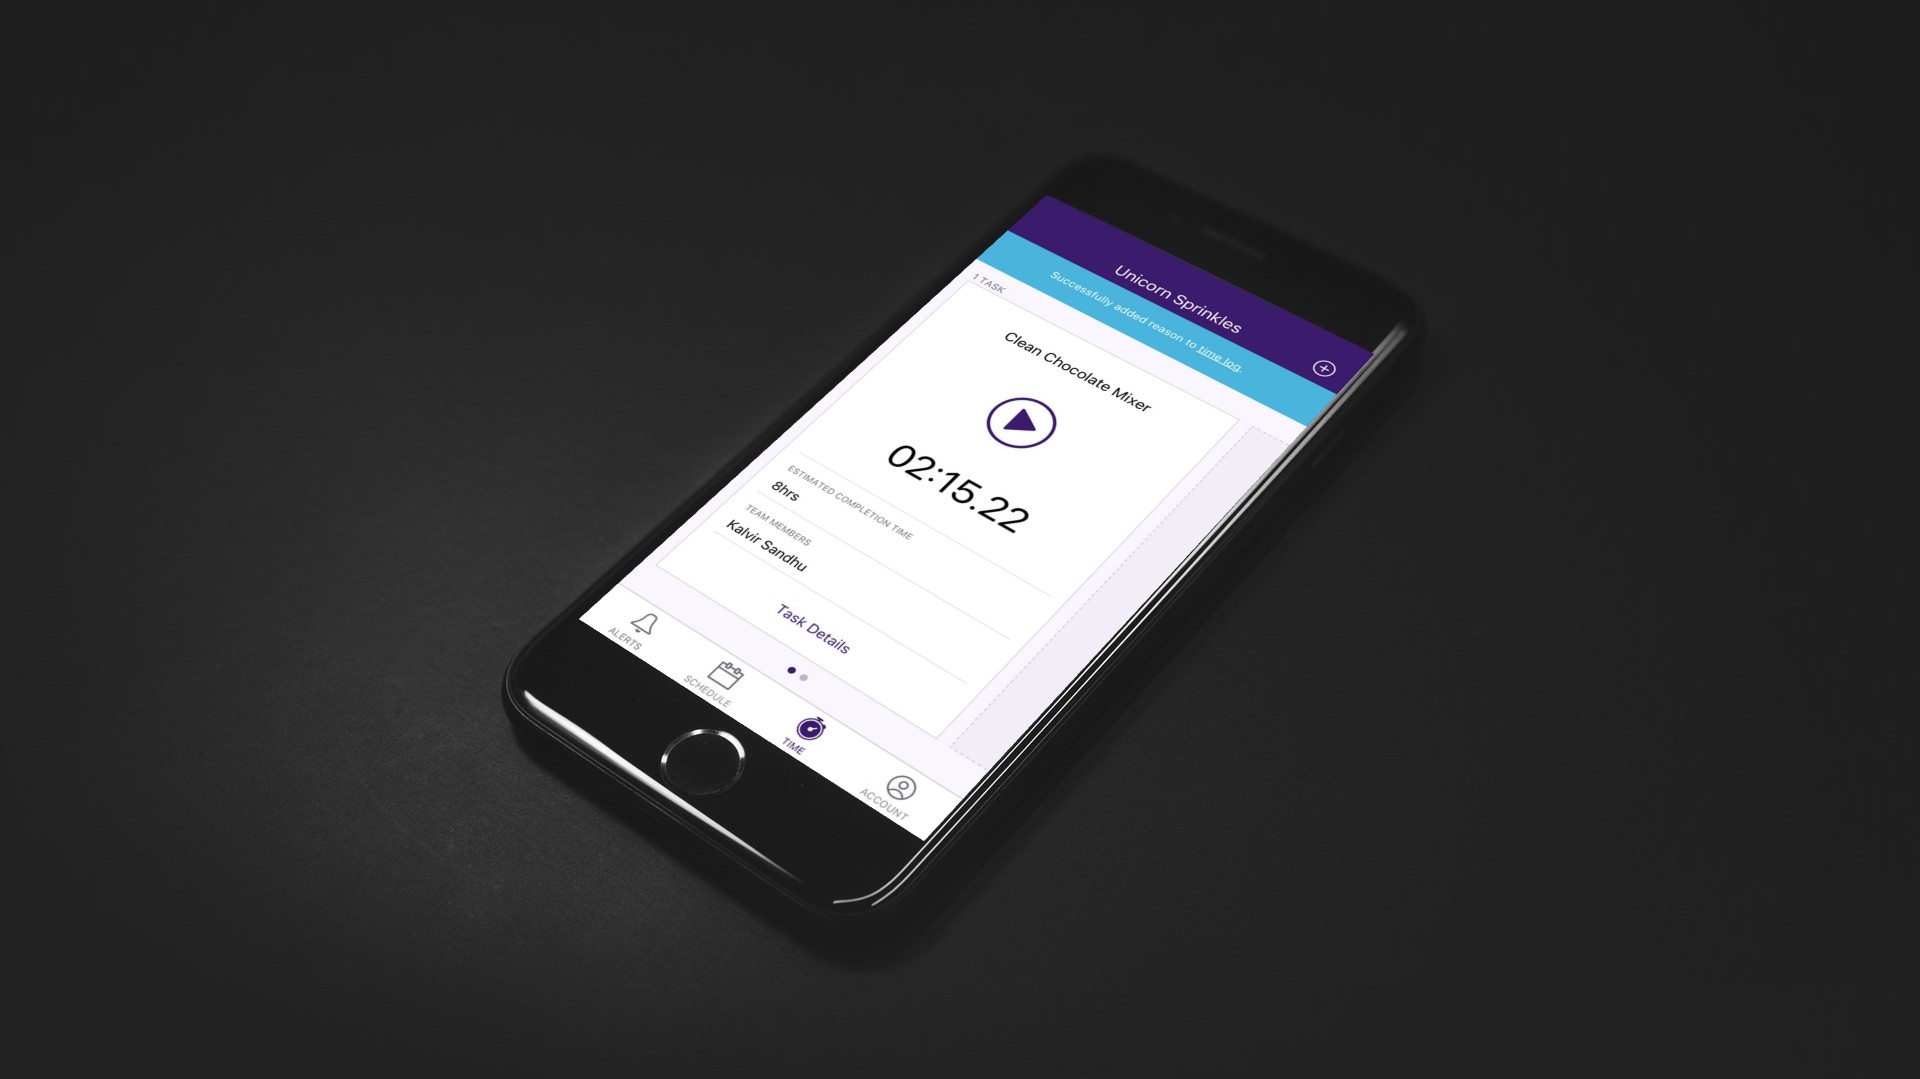 Unicorn Sprinkles
Successfully added reason to time log.
1 TASK
Clean Chocolate Mixer
02:15.22
ESTIMATED COMPLETION TIME
8hrs
TEAM MEMBERS
Kalvir Sandhu
Task Details
ALERTS
SCHEDULE
TIME
ACCOUNT